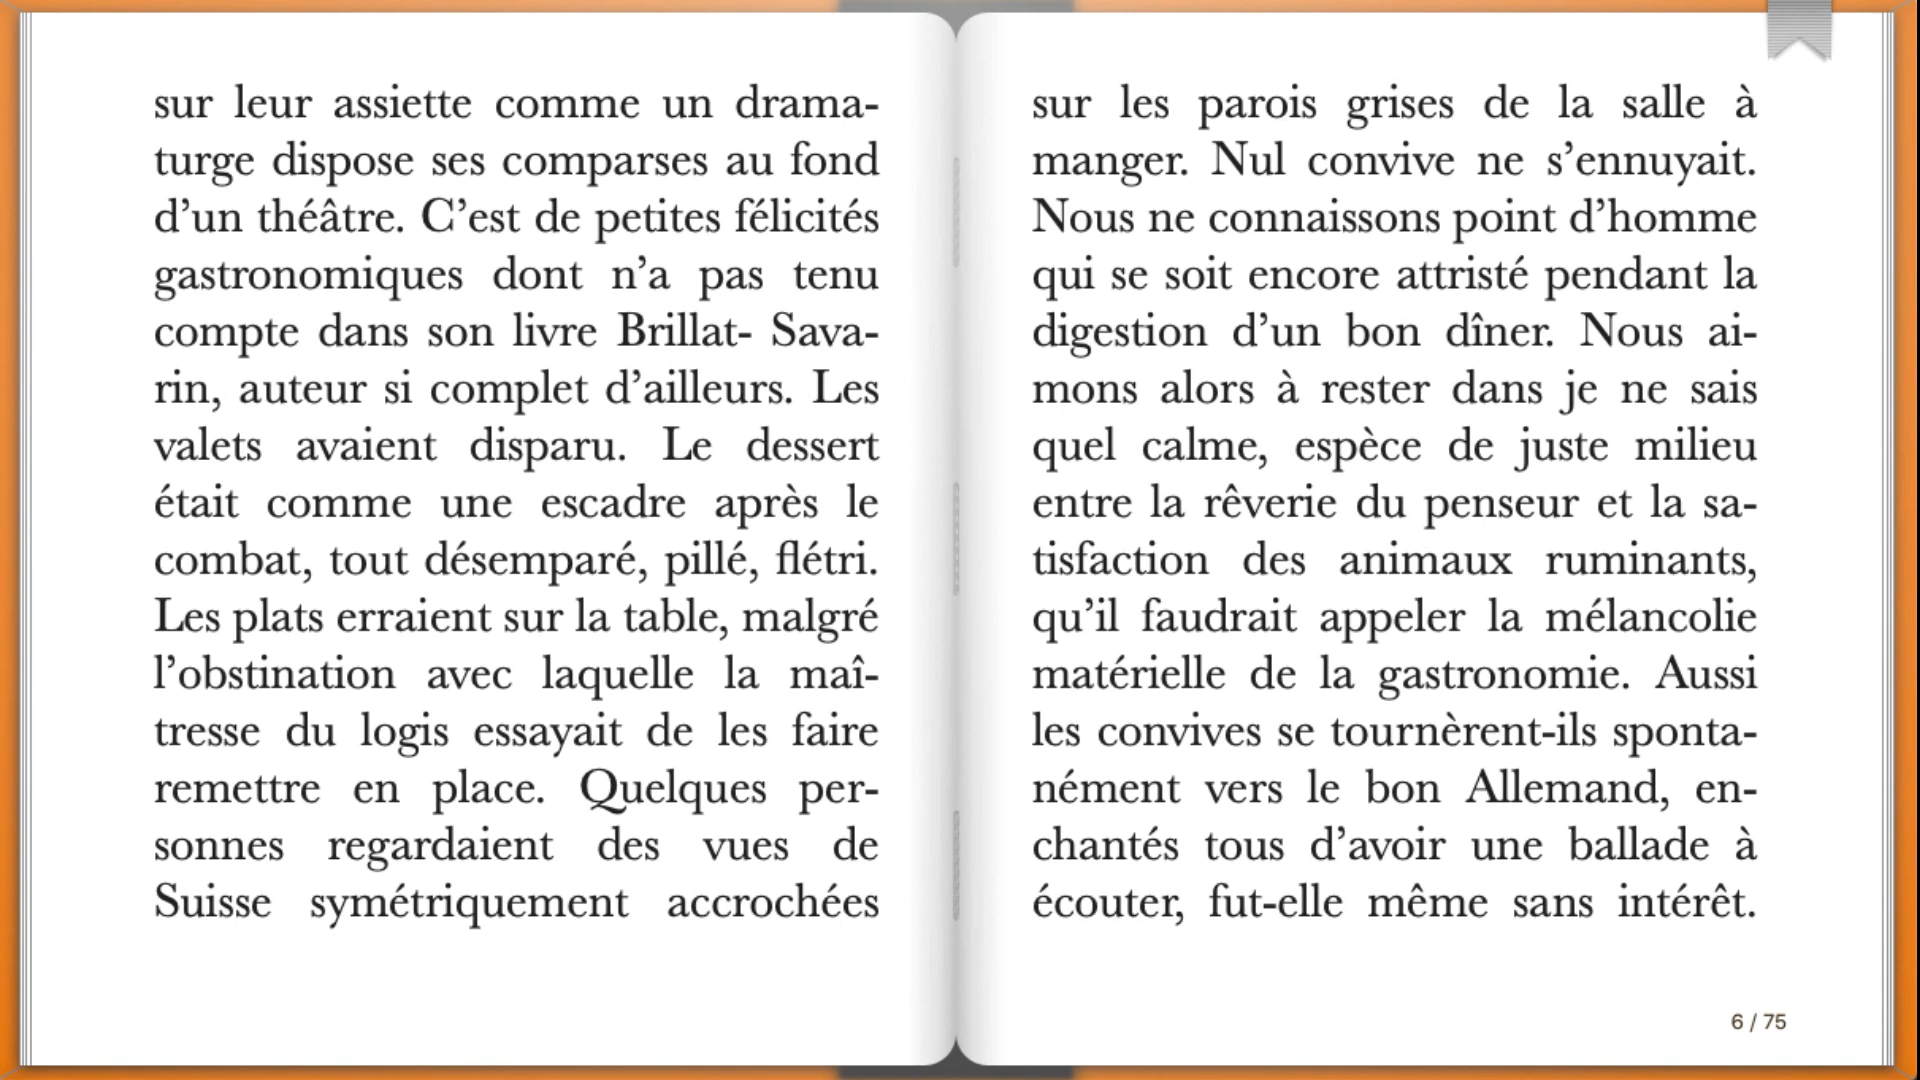 sur leur assiette comme un drama-
turge dispose ses comparses au fond
d’un théâtre. C’est de petites félicités
gastronomiques dont n’a pas tenu
compte dans son livre Brillat- Sava-
rin, auteur si complet d’ailleurs. Les
valets avaient disparu. Le dessert
était comme une escadre après le
combat, tout désemparé, pillé, flétri.
Les plats erraient sur la table, malgré
l’obstination avec laquelle la maî-
tresse du logis essayait de les faire
remettre en place. Quelques per-
sonnes regardaient des vues de
Suisse symétriquement accrochées
sur les parois grises de la salle à
manger. Nul convive ne s’ennuyait.
Nous ne connaissons point d’homme
qui se soit encore attristé pendant la
digestion d’un bon dîner. Nous ai-
mons alors à rester dans je ne sais
quel calme, espèce de juste milieu
entre la rêverie du penseur et la sa-
tisfaction des animaux ruminants,
qu’il faudrait appeler la mélancolie
matérielle de la gastronomie. Aussi
les convives se tournèrent-ils sponta-
nément vers le bon Allemand, en-
chantés tous d’avoir une ballade à
écouter, fut-elle même sans intérêt.
6 / 75